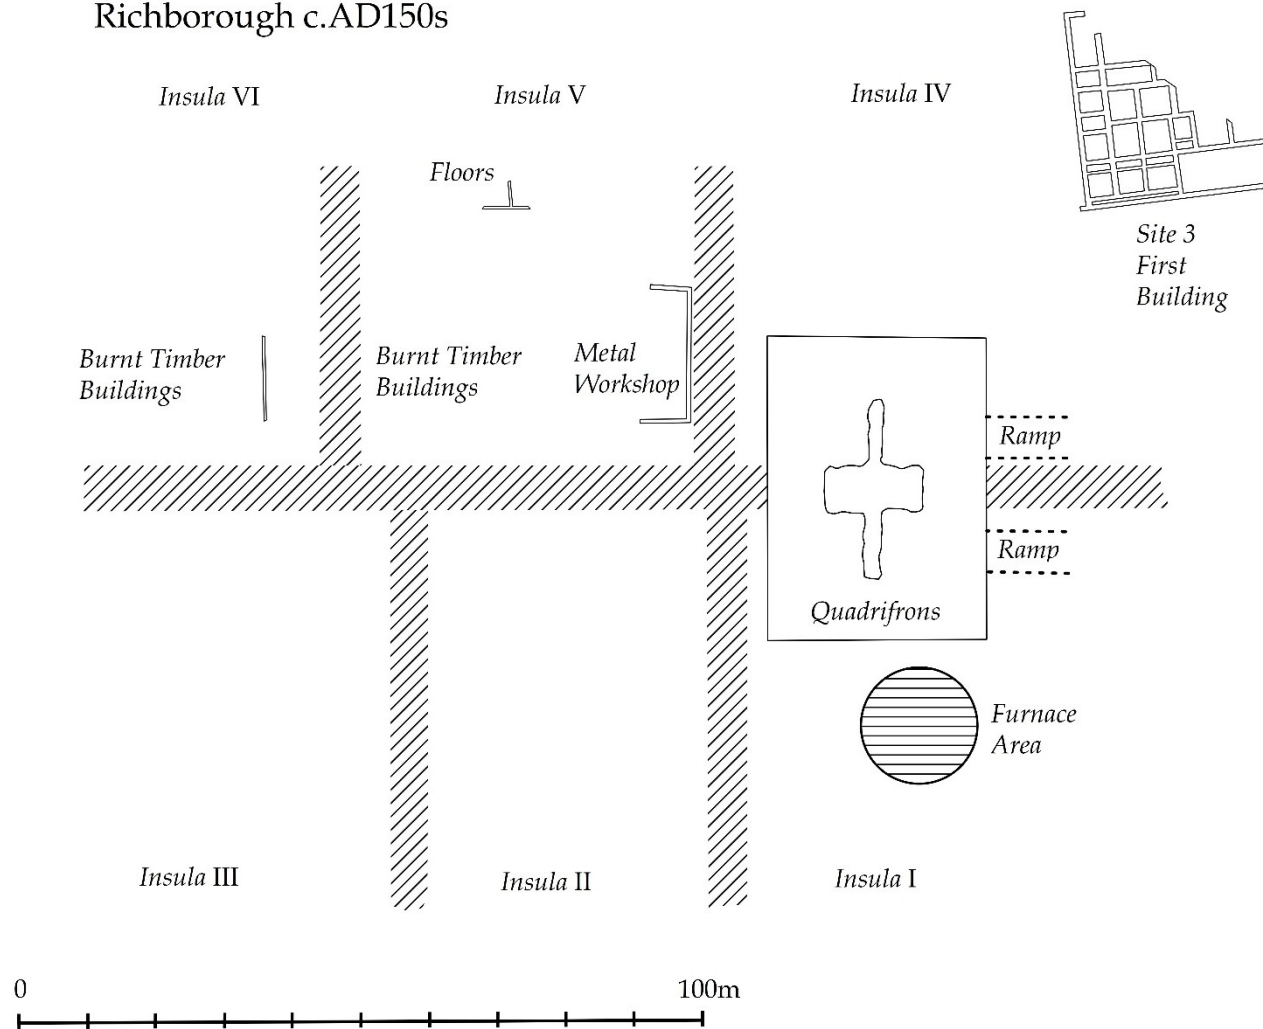 Richborough c.AD150s
Insula VI
Insula V
Insula IV
Floors
Site 3
First
Building
Burnt Timber
Buildings
Burnt Timber
Buildings
Metal
Workshop
Ramp
Ramp
Quadrifrons
Furnace
Area
Insula III
Insula II
Insula I
0
100m